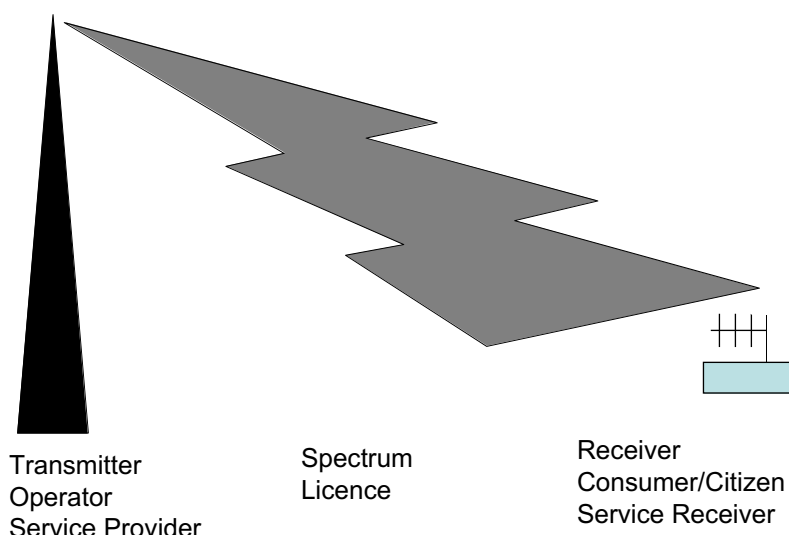 Transmitter
Operator
Service Provider
Spectrum
Licence
Receiver
Consumer/Citizen
Service Receiver